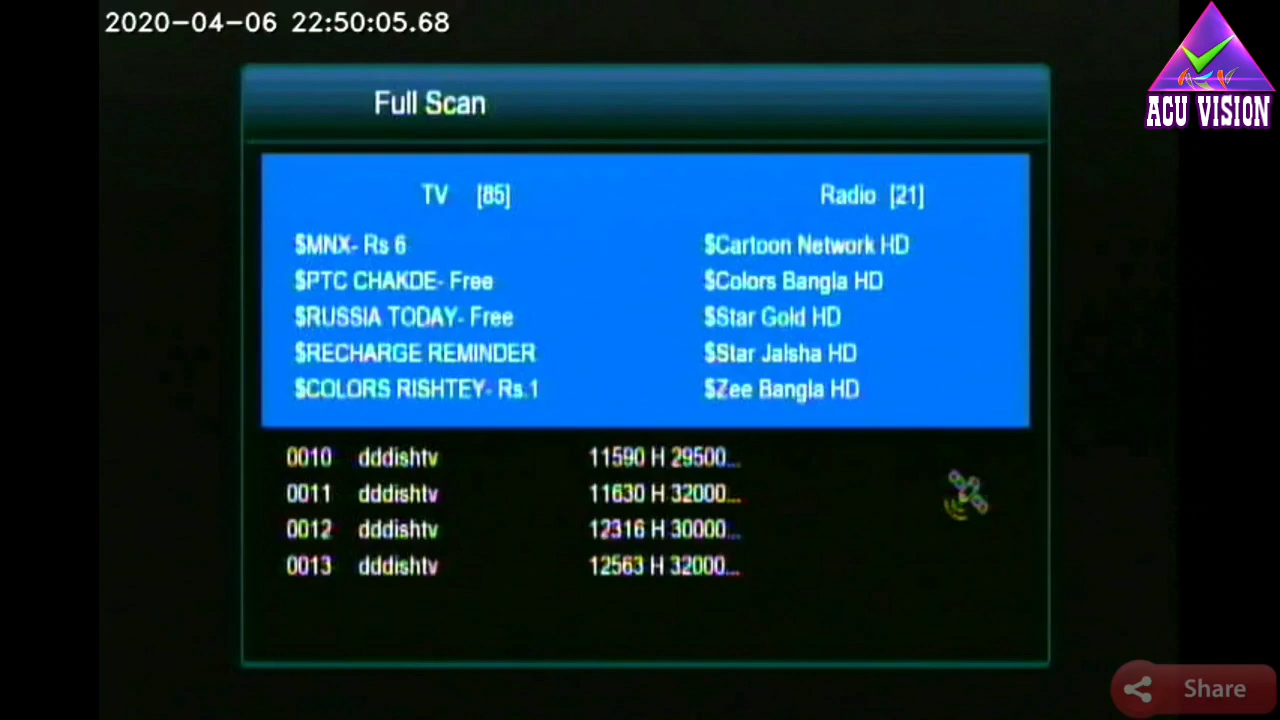 2020-04-06 22:50:05.68
ACV
ACU VISION
Full Scan
TV [85]
Radio [21]
$MNX- Rs 6
$Cartoon Network HD
$PTC CHAKDE- Free
$Colors Bangla HD
$RUSSIA TODAY- Free
$Star Gold HD
$RECHARGE REMINDER
$Star Jalsha HD
$COLORS RISHTEY- Rs.1
$Zee Bangla HD
0010 dddishtv 11590 H 29500...
0011 dddishtv 11630 H 32000...
0012 dddishtv 12316 H 30000...
0013 dddishtv 12563 H 32000...
Share